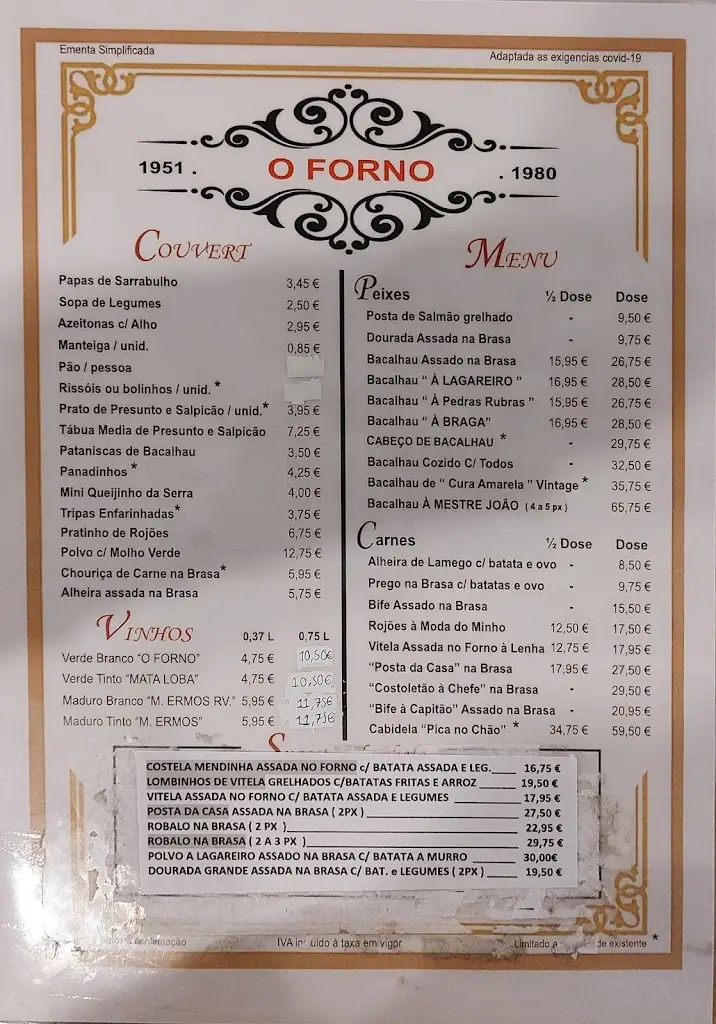 Ementa Simplificada
Adaptada as exigencias covid-19
1951 . O FORNO . 1980
COUVERT
Papas de Sarrabulho 3,45 €
Sopa de Legumes 2,50 €
Azeitonas c/ Alho 2,95 €
Manteiga / unid. 0,85 €
Pão / pessoa
Rissóis ou bolinhos / unid. *
Prato de Presunto e Salpicão / unid.* 3,95 €
Tábua Media de Presunto e Salpicão 7,25 €
Pataniscas de Bacalhau 3,50 €
Panadinhos * 4,25 €
Mini Queijinho da Serra 4,00 €
Tripas Enfarinhadas* 3,75 €
Pratinho de Rojões 6,75 €
Polvo c/ Molho Verde 12,75 €
Chouriça de Carne na Brasa* 5,95 €
Alheira assada na Brasa 5,75 €
VINHOS 0,37 L 0,75 L
Verde Branco "O FORNO" 4,75 € 10,50€
Verde Tinto "MATA LOBA" 4,75 € 10,50€
Maduro Branco "M. ERMOS RV." 5,95 € 11,75€
Maduro Tinto "M. ERMOS" 5,95 € 11,75€
MENU
Peixes ½ Dose Dose
Posta de Salmão grelhado - 9,50 €
Dourada Assada na Brasa - 9,75 €
Bacalhau Assado na Brasa 15,95 € 26,75 €
Bacalhau " À LAGAREIRO " 16,95 € 28,50 €
Bacalhau " À Pedras Rubras " 15,95 € 26,75 €
Bacalhau " À BRAGA" 16,95 € 28,50 €
CABEÇO DE BACALHAU * - 29,75 €
Bacalhau Cozido C/ Todos - 32,50 €
Bacalhau de " Cura Amarela " Vintage * 35,75 €
Bacalhau À MESTRE JOÃO ( 4 a 5 px ) 65,75 €
Carnes ½ Dose Dose
Alheira de Lamego c/ batata e ovo - 8,50 €
Prego na Brasa c/ batatas e ovo - 9,75 €
Bife Assado na Brasa - 15,50 €
Rojões à Moda do Minho 12,50 € 17,50 €
Vitela Assada no Forno à Lenha 12,75 € 17,95 €
"Posta da Casa" na Brasa 17,95 € 27,50 €
"Costoletão à Chefe" na Brasa - 29,50 €
"Bife à Capitão" Assado na Brasa - 20,95 €
Cabidela "Pica no Chão" * 34,75 € 59,50 €
COSTELA MENDINHA ASSADA NO FORNO c/ BATATA ASSADA E LEG.____ 16,75 €
LOMBINHOS DE VITELA GRELHADOS C/BATATAS FRITAS E ARROZ ______ 19,50 €
VITELA ASSADA NO FORNO C/ BATATA ASSADA E LEGUMES ________ 17,95 €
POSTA DA CASA ASSADA NA BRASA ( 2PX ) ________ 27,50 €
ROBALO NA BRASA ( 2 PX ) ________ 22,95 €
ROBALO NA BRASA ( 2 A 3 PX ) ________ 29,75 €
POLVO A LAGAREIRO ASSADO NA BRASA C/ BATATA A MURRO ________ 30,00€
DOURADA GRANDE ASSADA NA BRASA C/ BAT. e LEGUMES ( 2PX ) ______ 19,50 €
confirmação
IVA à taxa em vigor
Limitado a de existente *